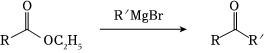 O R′MgBr O
R OC₂H₅ R R′